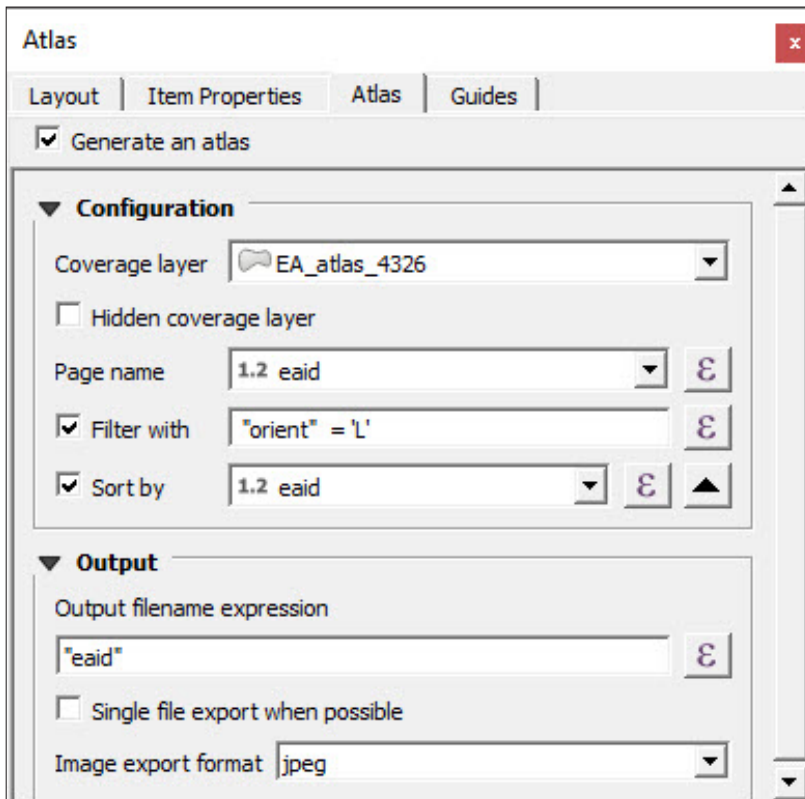 Atlas
x
Layout Item Properties Atlas Guides
Generate an atlas
Configuration
Coverage layer EA_atlas_4326
Hidden coverage layer
Page name 1.2 eaid ε
Filter with "orient" = 'L' ε
Sort by 1.2 eaid ε
Output
Output filename expression
"eaid" ε
Single file export when possible
Image export format jpeg